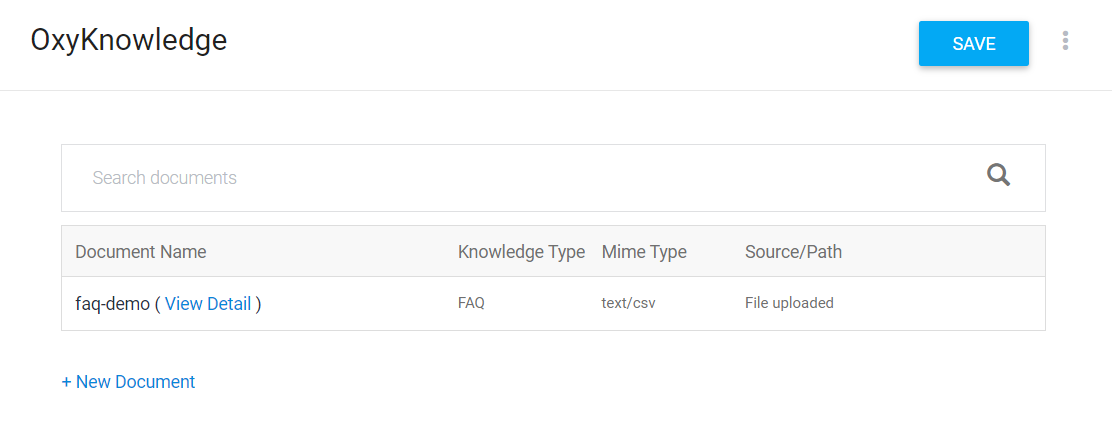 OxyKnowledge
SAVE
Search documents
Document Name Knowledge Type Mime Type Source/Path
faq-demo ( View Detail ) FAQ text/csv File uploaded
+ New Document